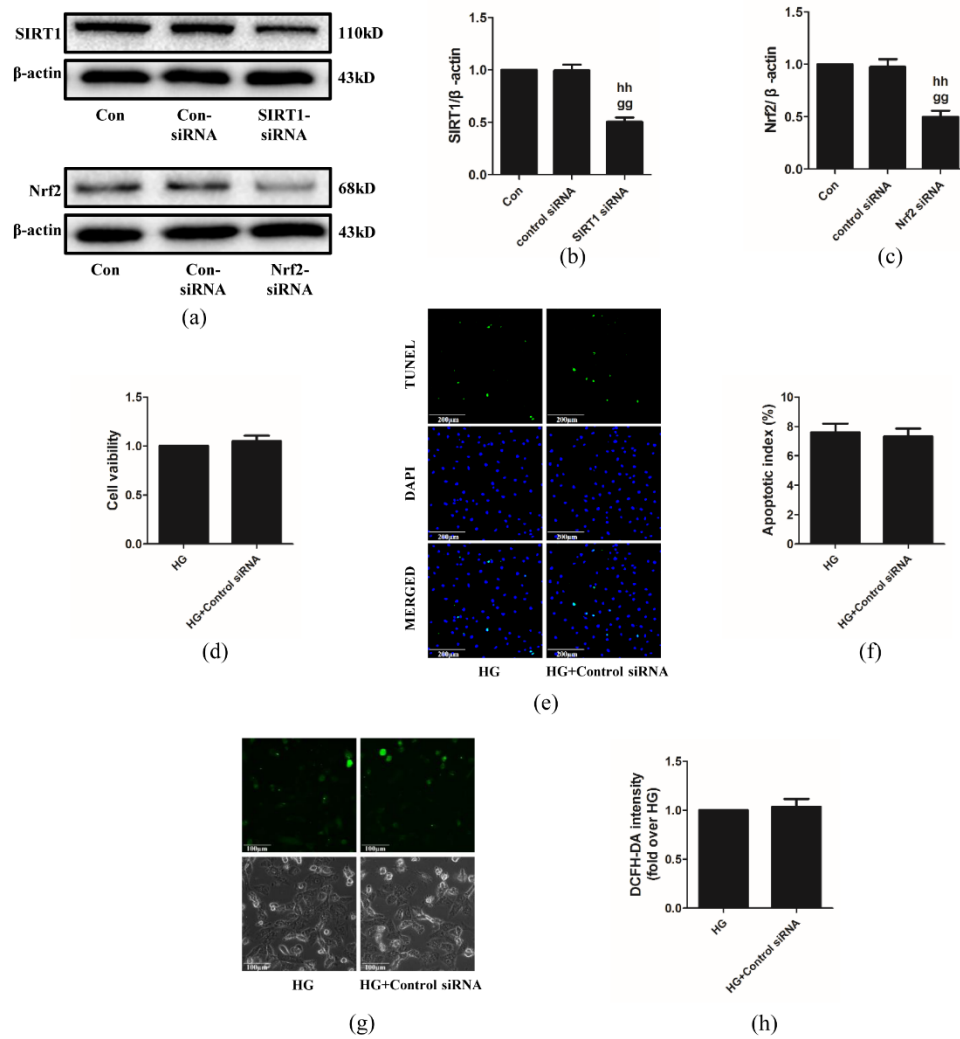 SIRT1
110kD
β-actin
43kD
Con
Con-
siRNA
SIRT1-
siRNA
Nrf2
68kD
β-actin
43kD
Con
Con-
siRNA
Nrf2-
siRNA
(a)
SIRT1/β -actin
1.5
1.0
0.5
0.0
hh
gg
Con
control siRNA
SIRT1 siRNA
(b)
Nrf2/ β -actin
1.5
1.0
0.5
0.0
hh
gg
Con
control siRNA
Nrf2 siRNA
(c)
Cell vaibility
1.5
1.0
0.5
0.0
HG
HG+Control siRNA
(d)
TUNEL
200μm
200μm
DAPI
200μm
200μm
MERGED
200μm
200μm
HG
HG+Control siRNA
(e)
Apoptotic index (%)
10
8
6
4
2
0
HG
HG+Control siRNA
(f)
100μm
100μm
100μm
100μm
HG
HG+Control siRNA
(g)
DCFH-DA intensity
(fold over HG)
1.5
1.0
0.5
0.0
HG
HG+Control siRNA
(h)